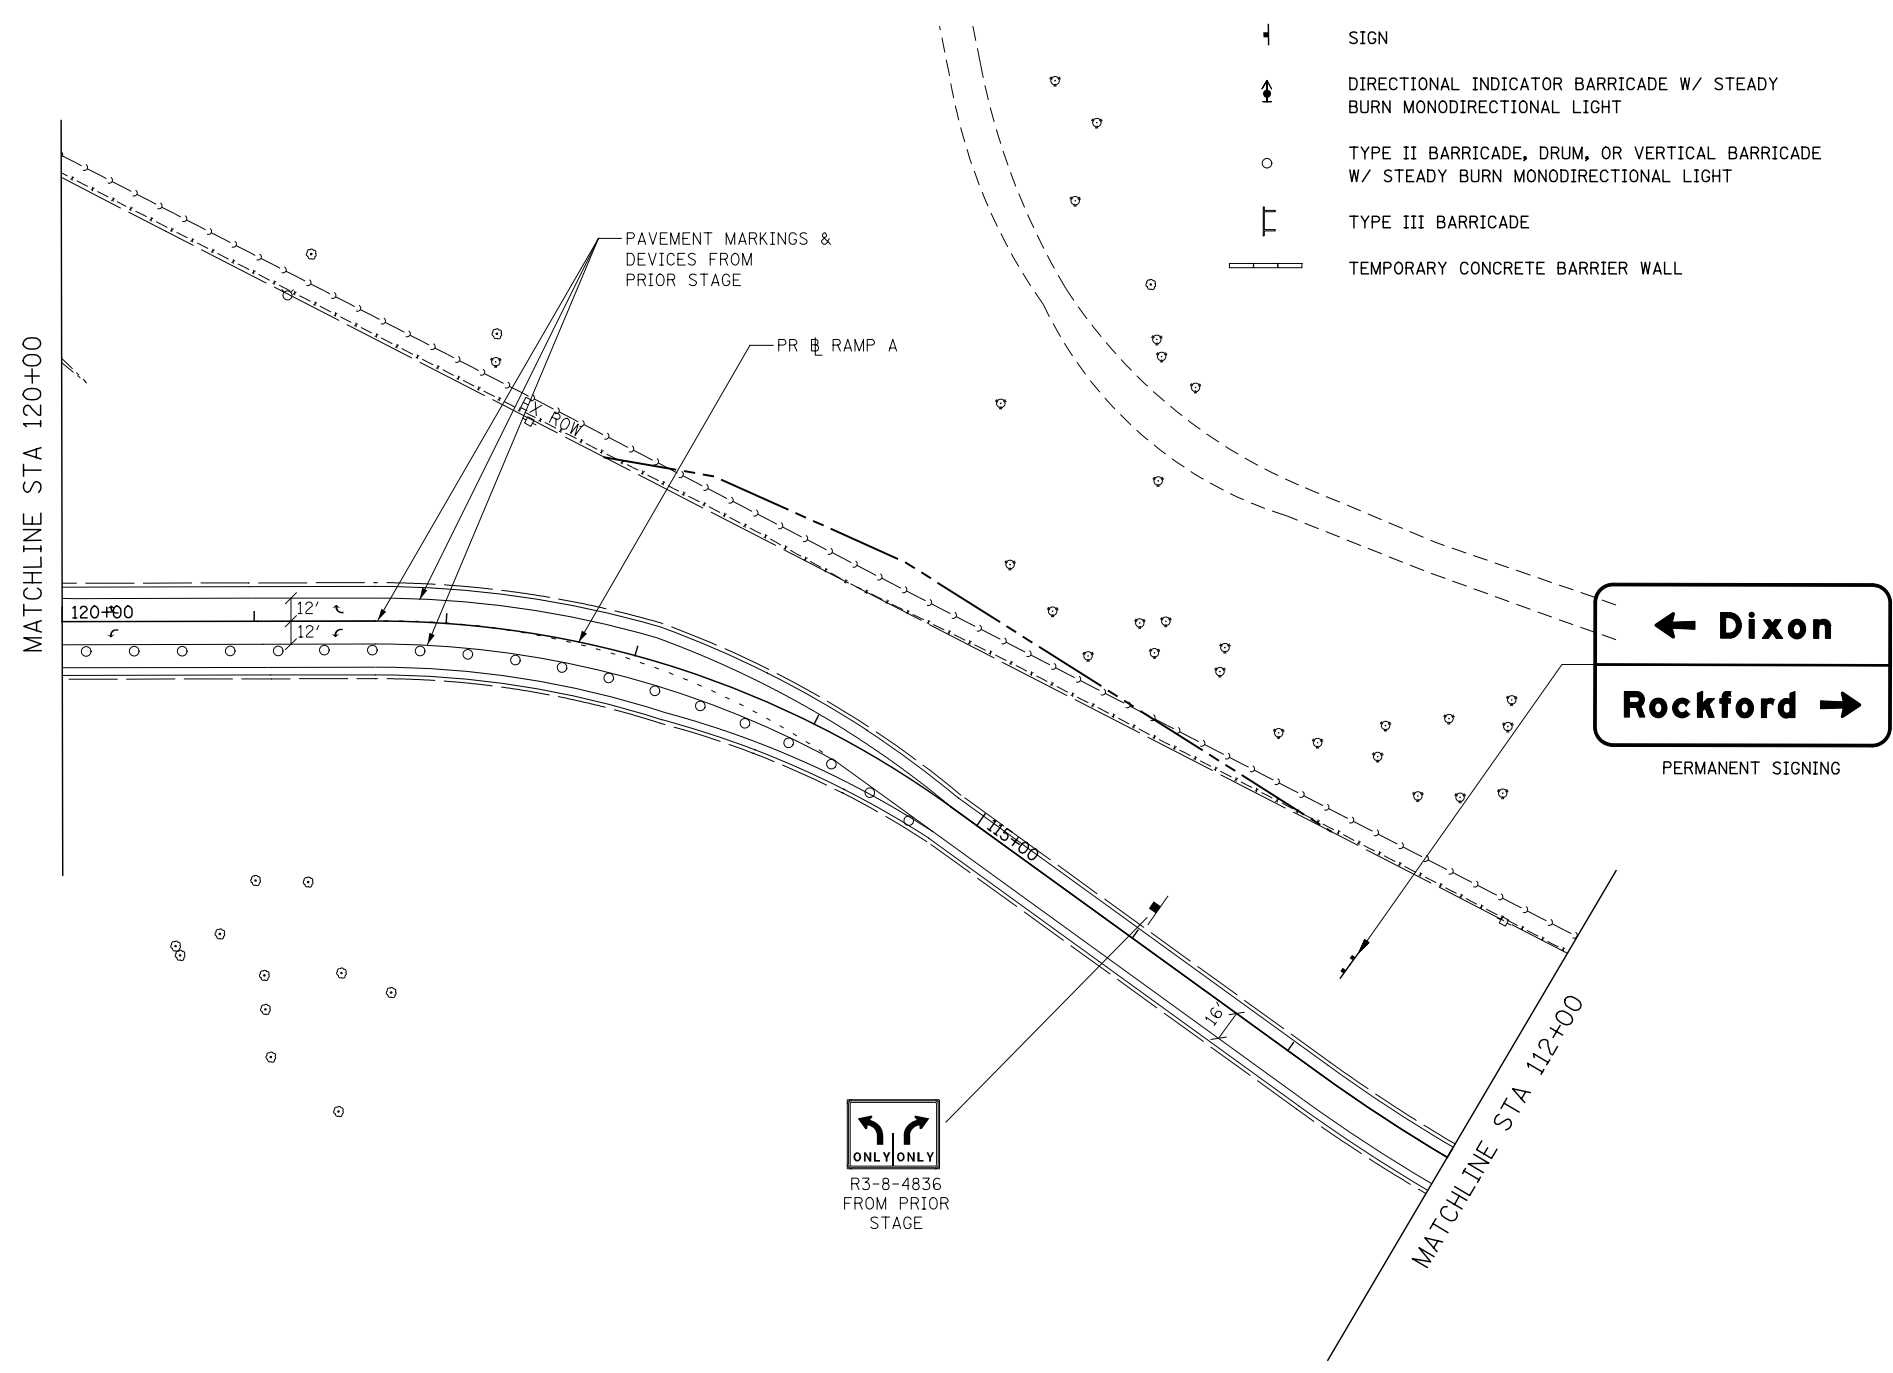 SIGN
DIRECTIONAL INDICATOR BARRICADE W/ STEADY
BURN MONODIRECTIONAL LIGHT
TYPE II BARRICADE, DRUM, OR VERTICAL BARRICADE
W/ STEADY BURN MONODIRECTIONAL LIGHT
TYPE III BARRICADE
TEMPORARY CONCRETE BARRIER WALL
PAVEMENT MARKINGS &
DEVICES FROM
PRIOR STAGE
PR BL RAMP A
MATCHLINE STA 120+00
EX ROW
120+00
12'
12'
← Dixon
Rockford →
PERMANENT SIGNING
115+00
16'
MATCHLINE STA 112+00
ONLY ONLY
R3-8-4836
FROM PRIOR
STAGE